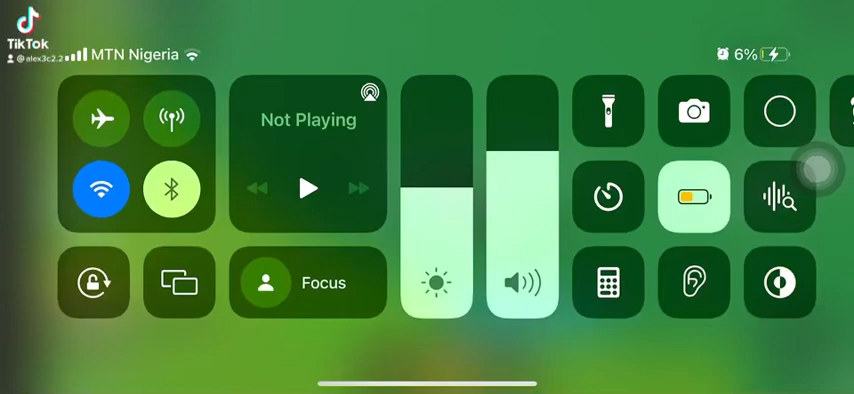 TikTok
@alex3c2.2
MTN Nigeria
6%
Not Playing
Focus